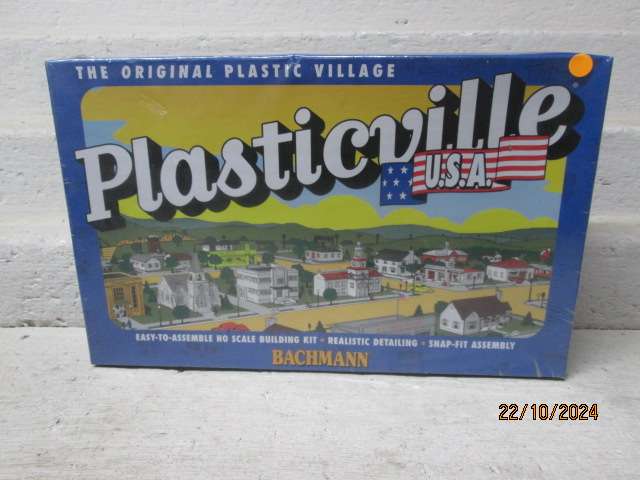 THE ORIGINAL PLASTIC VILLAGE
Plasticville
U.S.A.
EASY-TO-ASSEMBLE HO SCALE BUILDING KIT • REALISTIC DETAILING • SNAP-FIT ASSEMBLY
BACHMANN
22/10/2024